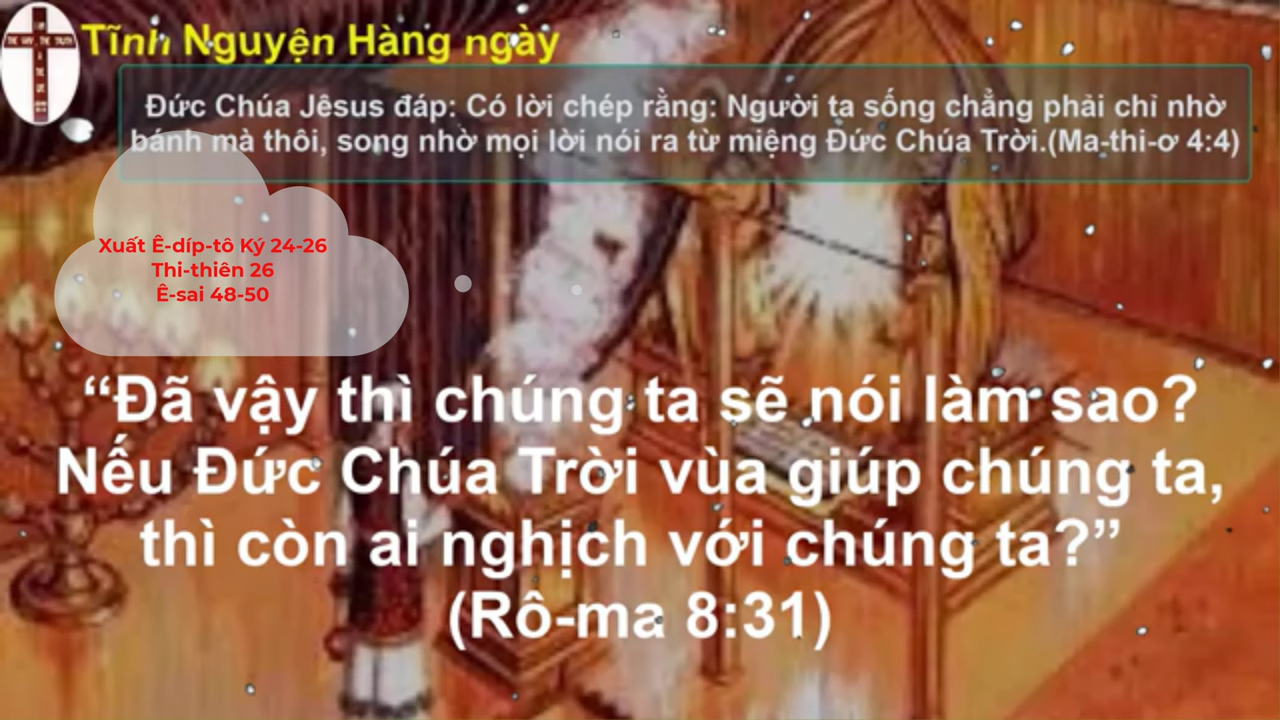 Tĩnh Nguyện Hàng ngày
Đức Chúa Jêsus đáp: Có lời chép rằng: Người ta sống chẳng phải chỉ nhờ
bánh mà thôi, song nhờ mọi lời nói ra từ miệng Đức Chúa Trời.(Ma-thi-ơ 4:4)
Xuất Ê-díp-tô Ký 24-26
Thi-thiên 26
Ê-sai 48-50
“Đã vậy thì chúng ta sẽ nói làm sao?
Nếu Đức Chúa Trời vùa giúp chúng ta,
thì còn ai nghịch với chúng ta?”
(Rô-ma 8:31)